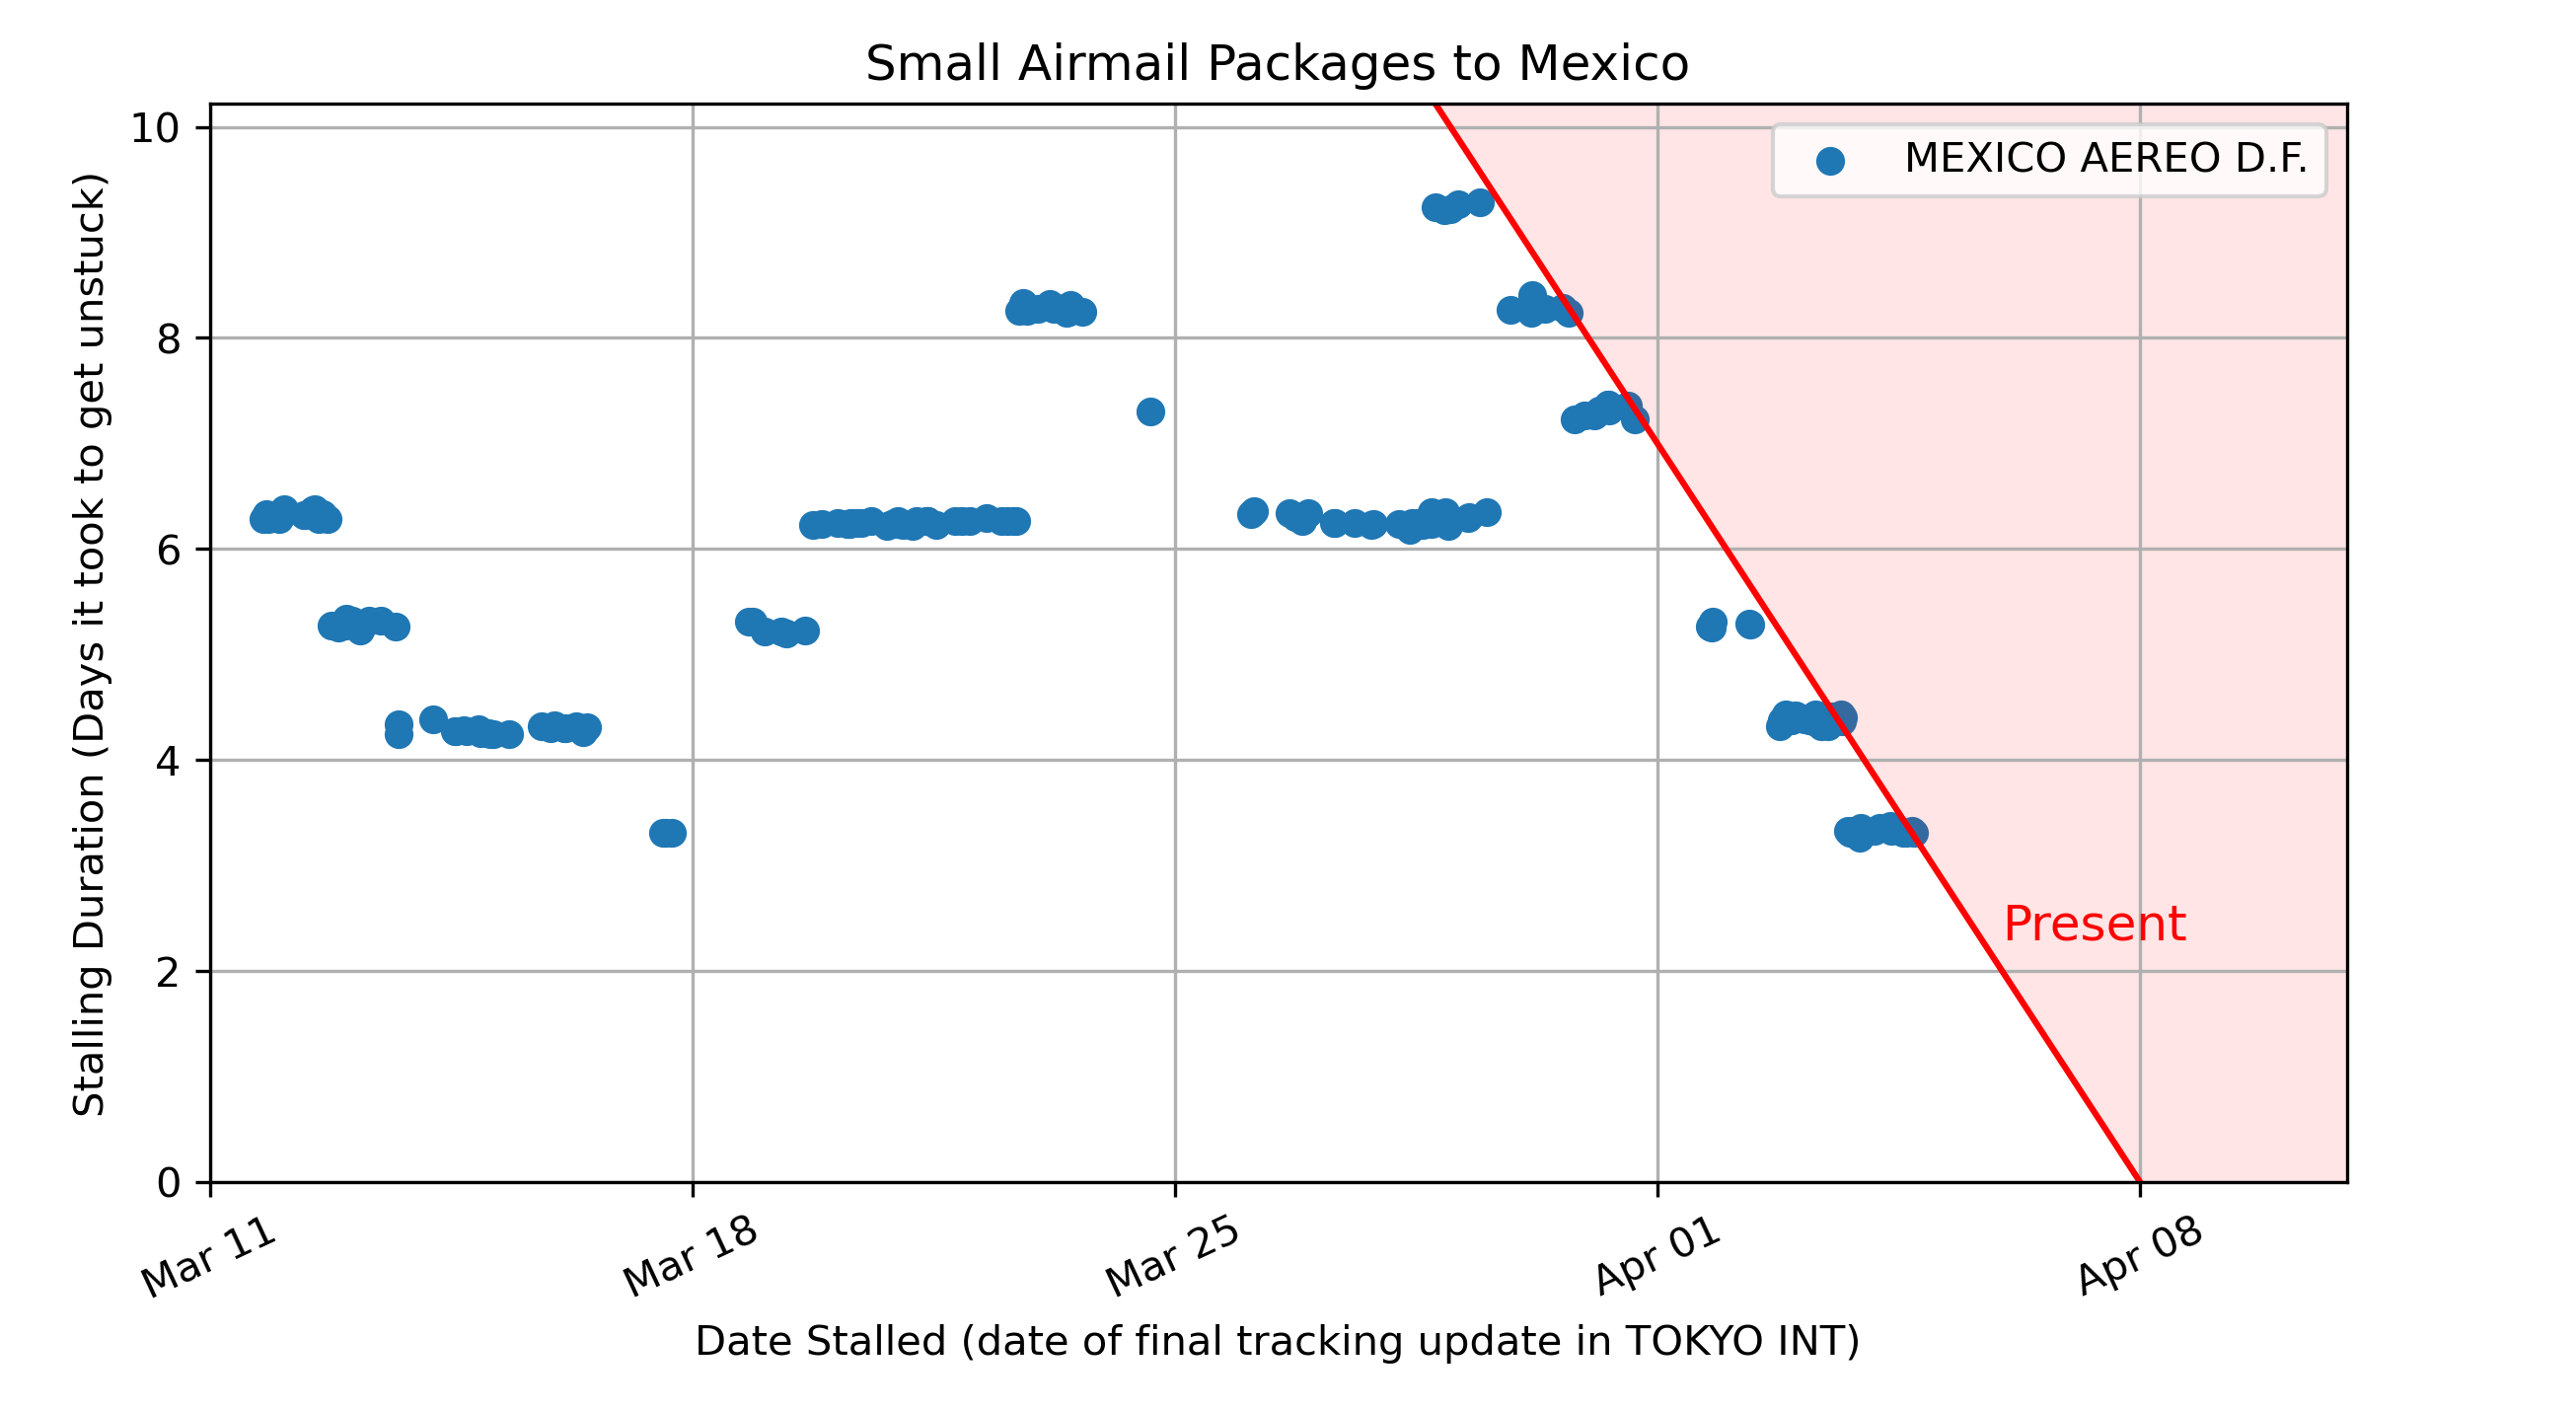 Small Airmail Packages to Mexico
MEXICO AEREO D.F.
Stalling Duration (Days it took to get unstuck)
10
8
6
4
2
0
Present
Mar 11
Mar 18
Mar 25
Apr 01
Apr 08
Date Stalled (date of final tracking update in TOKYO INT)